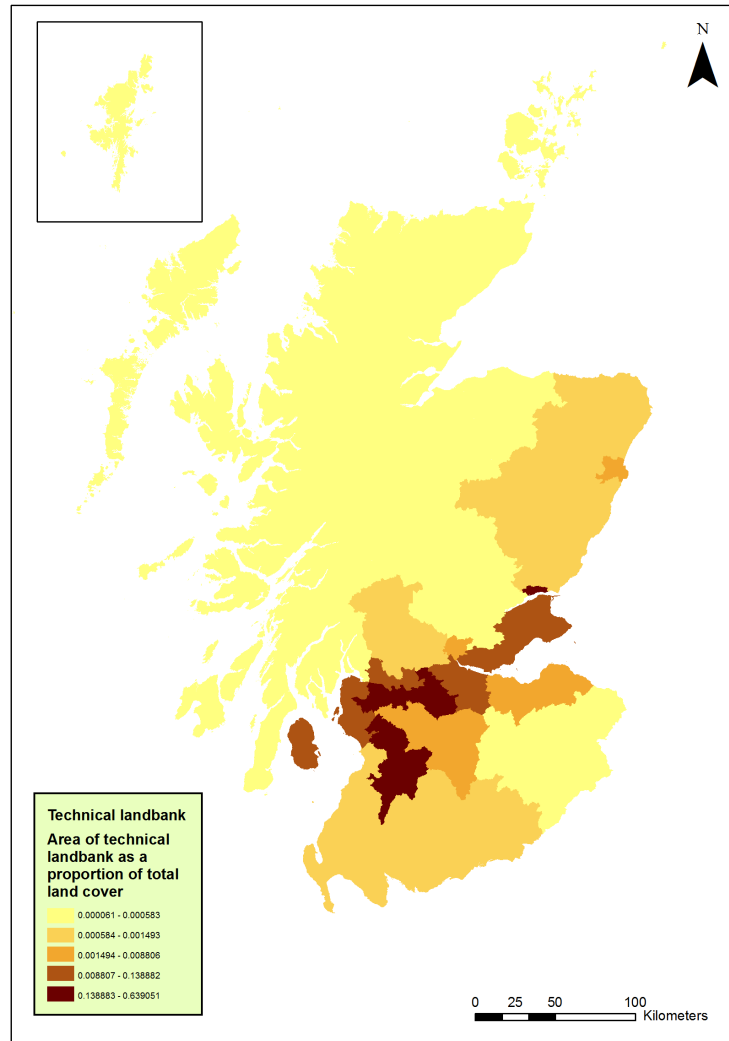 N
Technical landbank
Area of technical
landbank as a
proportion of total
land cover
0.000061 - 0.000583
0.000584 - 0.001493
0.001494 - 0.008806
0.008807 - 0.138882
0.138883 - 0.639051
0 25 50 100
Kilometers